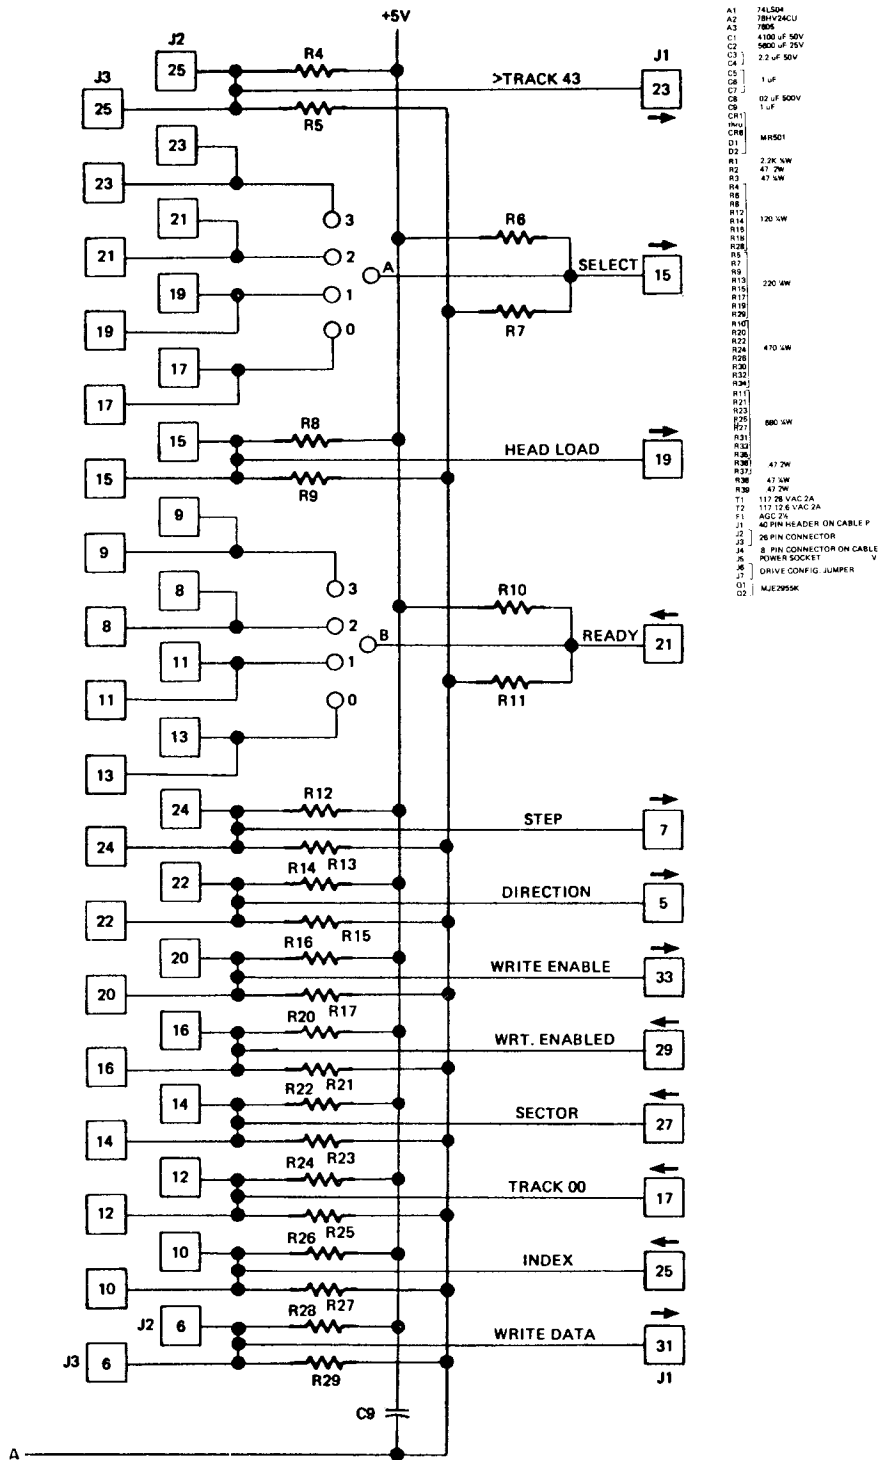 +5V
J2
25
R4
>TRACK 43
J1
23
J3
25
R5
23
23
3
21
21
2
19
19
1
0
17
17
A
R6
SELECT
15
R7
15
R8
HEAD LOAD
19
15
R9
9
9
3
8
8
2
11
11
1
0
13
13
B
R10
READY
21
R11
24
R12
STEP
7
24
R13
22
R14
DIRECTION
5
22
R15
20
R16
WRITE ENABLE
33
20
R17
16
R20
WRT. ENABLED
29
16
R21
14
R22
SECTOR
27
14
R23
12
R24
TRACK 00
17
12
R25
10
R26
INDEX
25
10
R27
J2
6
R28
WRITE DATA
31
J1
J3
6
R29
C9
A
A1 74LS04
A2 78HV24CU
A3 7805
C1 4100 uF 50V
C2 5600 uF 25V
C3
C4
2.2 uF 50V
C5
C6
C7
1 uF
C8 02 uF 500V
C9 1 uF
CR1
thru
CR8
D1
D2
MR501
R1 2.2K ¼W
R2 47 2W
R3 47 ¼W
R4
R6
R8
R12
R14
R16
R18
R28
120 ¼W
R5
R7
R9
R13
R15
R17
R19
R29
220 ¼W
R10
R20
R22
R24
R26
R30
R32
R34
470 ¼W
R11
R21
R23
R25
R27
R31
R33
R35
680 ¼W
R36
R37
47 2W
R38 47 ¼W
R39 47 2W
T1 117 28 VAC 2A
T2 117 12.6 VAC 2A
F1 AGC 2½
J1 40 PIN HEADER ON CABLE P
J2
J3
26 PIN CONNECTOR
J4 8 PIN CONNECTOR ON CABLE
J5 POWER SOCKET V
J6
J7
DRIVE CONFIG. JUMPER
Q1
Q2
MJE2955K